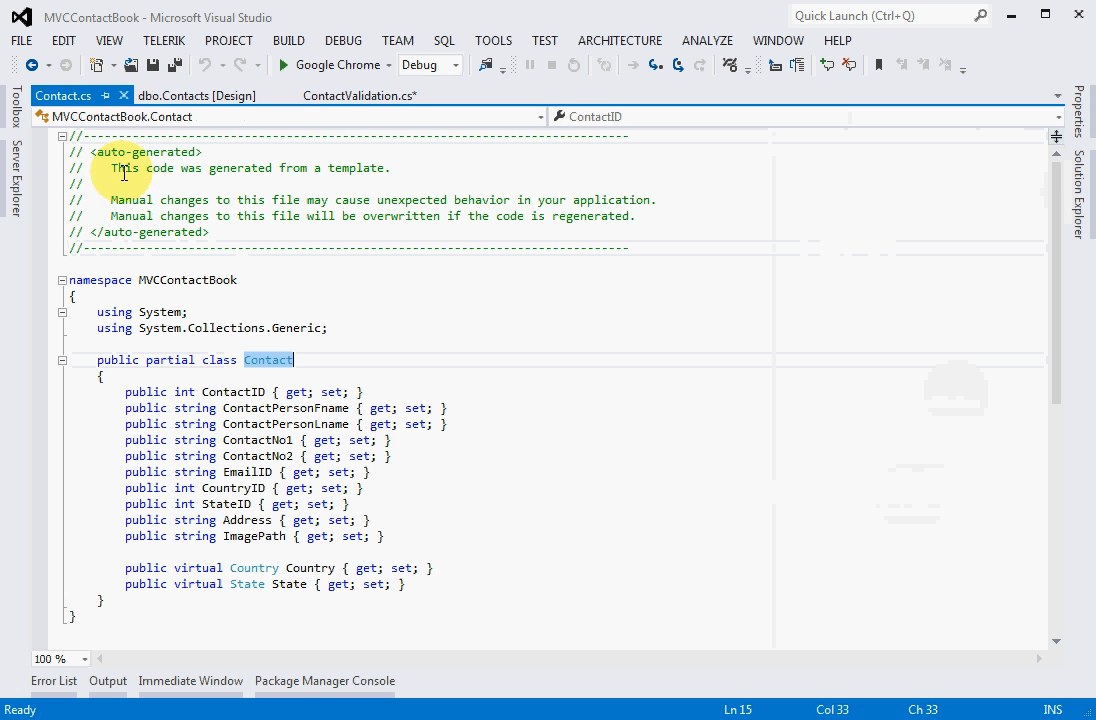 MVCContactBook - Microsoft Visual Studio
Quick Launch (Ctrl+Q)
FILE EDIT VIEW TELERIK PROJECT BUILD DEBUG TEAM SQL TOOLS TEST ARCHITECTURE ANALYZE WINDOW HELP
Google Chrome Debug
Contact.cs dbo.Contacts [Design] ContactValidation.cs*
MVCContactBook.Contact ContactID
Toolbox
Server Explorer
Properties
Solution Explorer
//------------------------------------------------------------------------------
// <auto-generated>
//    This code was generated from a template.
//
//    Manual changes to this file may cause unexpected behavior in your application.
//    Manual changes to this file will be overwritten if the code is regenerated.
// </auto-generated>
//------------------------------------------------------------------------------
namespace MVCContactBook
{
using System;
using System.Collections.Generic;
public partial class Contact
{
public int ContactID { get; set; }
public string ContactPersonFname { get; set; }
public string ContactPersonLname { get; set; }
public string ContactNo1 { get; set; }
public string ContactNo2 { get; set; }
public string EmailID { get; set; }
public int CountryID { get; set; }
public int StateID { get; set; }
public string Address { get; set; }
public string ImagePath { get; set; }
public virtual Country Country { get; set; }
public virtual State State { get; set; }
}
}
100 %
Error List Output Immediate Window Package Manager Console
Ready Ln 15 Col 33 Ch 33 INS